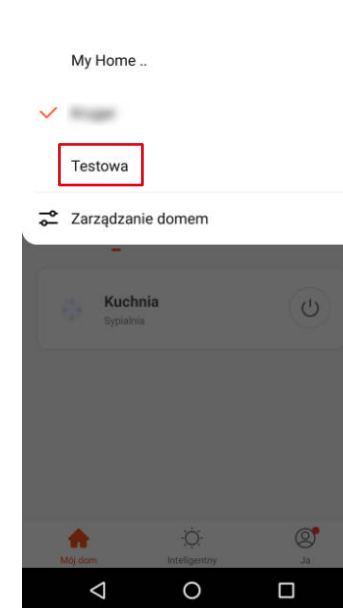 My Home ..
Testowa
Zarządzanie domem
Kuchnia
Sypialnia
Mój dom
Inteligentny
Ja